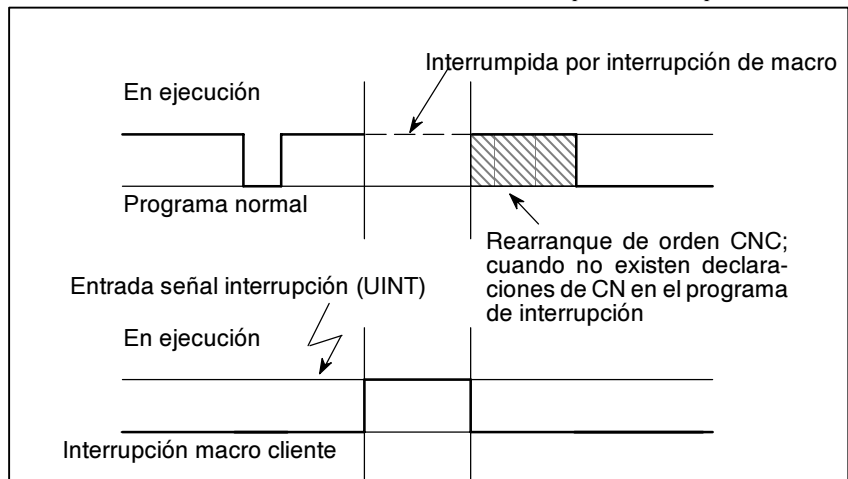 Interrumpida por interrupción de macro
En ejecución
Programa normal
Rearranque de orden CNC;
cuando no existen declara-
ciones de CN en el programa
de interrupción
Entrada señal interrupción (UINT)
En ejecución
Interrupción macro cliente